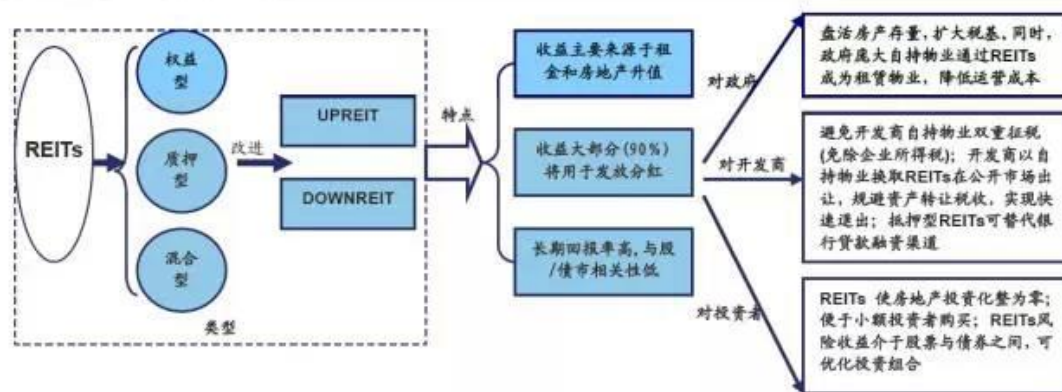 REITs
权益
型
质押
型
混合
型
改进
UPREIT
DOWNREIT
类型
特点
收益主要来源于租
金和房地产升值
收益大部分(90%)
将用于发放分红
长期回报率高,与股
/债市相关性低
对政府
对开发商
对投资者
盘活房产存量,扩大税基,同时,
政府庞大自持物业通过REITs
成为租赁物业，降低运营成本
避免开发商自持物业双重征税
(免除企业所得税)；开发商以自
持物业换取REITs在公开市场出
让，规避资产转让税收，实现快
速退出；抵押型REITs可替代银
行贷款融资渠道
REITs 使房地产投资化整为零；
便于小额投资者购买；REITs风
险收益介于股票与债券之间，可
优化投资组合